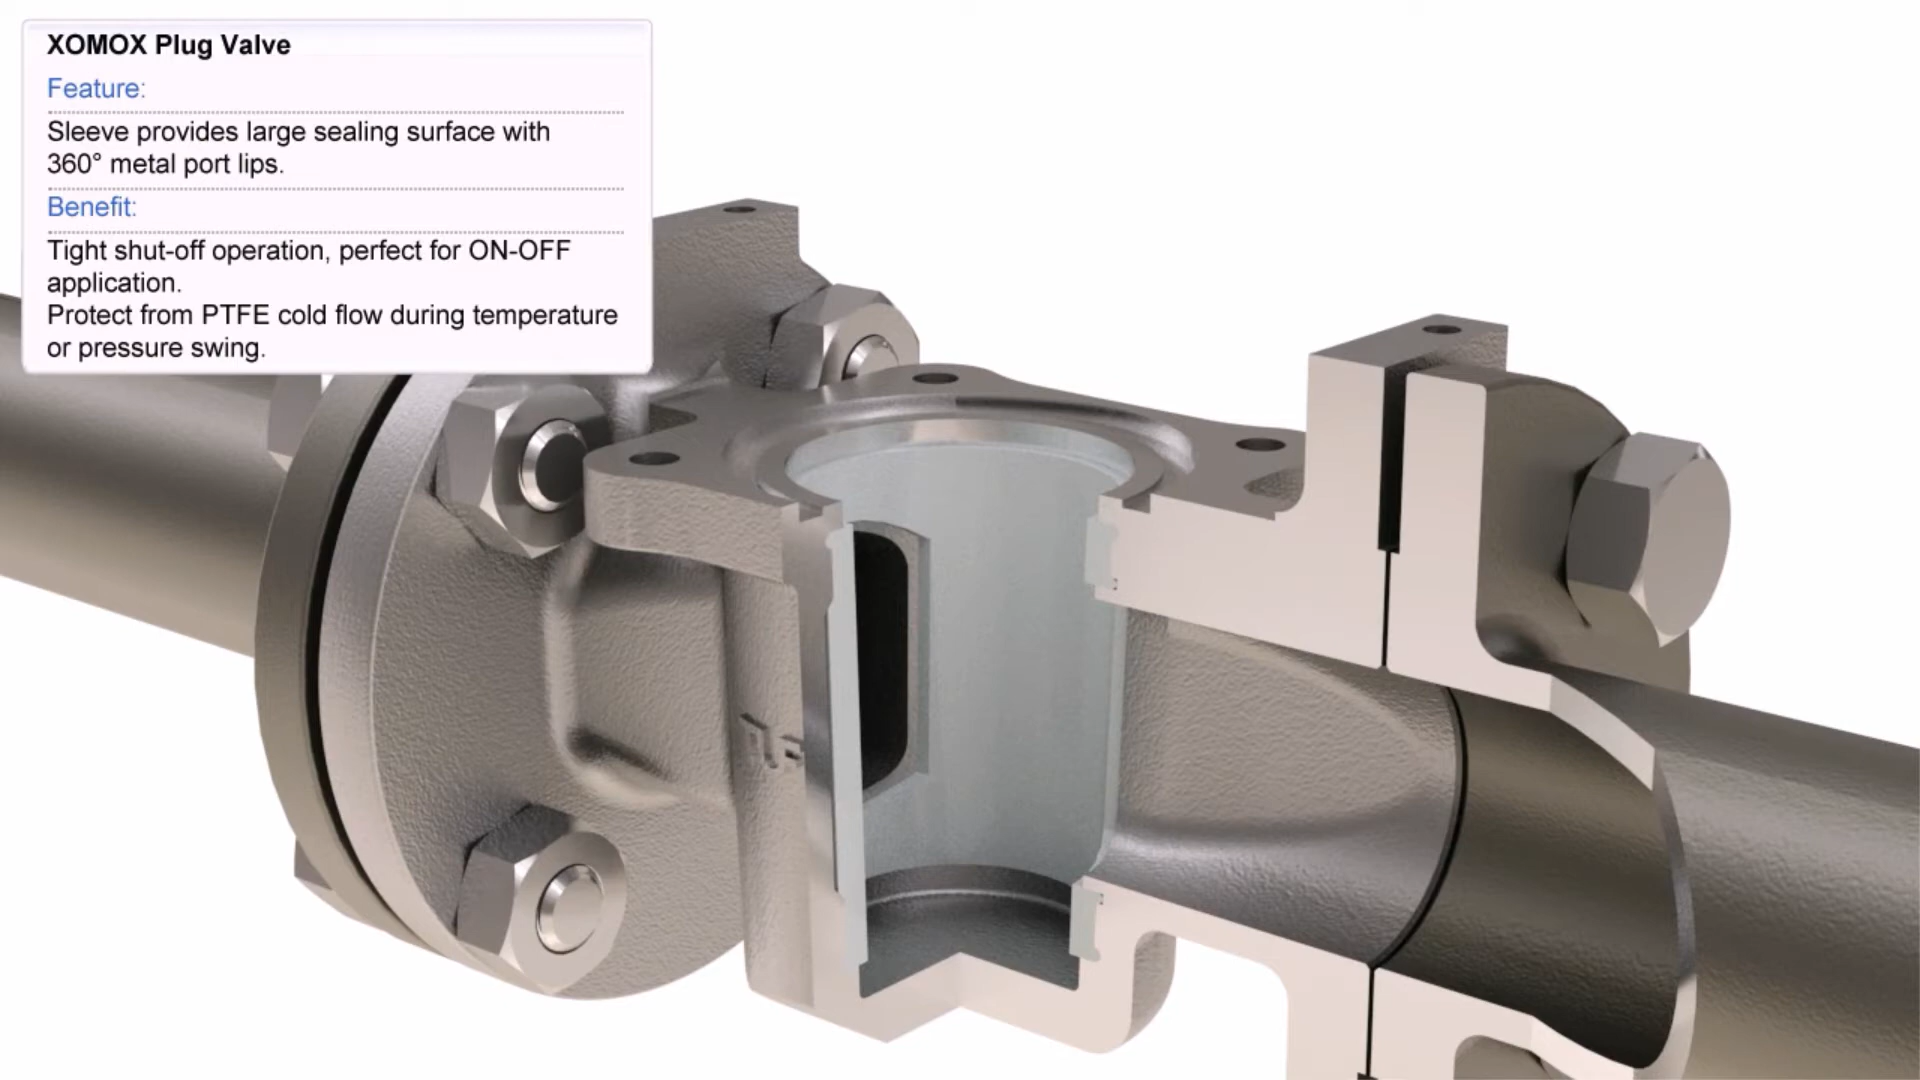 XOMOX Plug Valve
Feature:
Sleeve provides large sealing surface with
360° metal port lips.
Benefit:
Tight shut-off operation, perfect for ON-OFF
application.
Protect from PTFE cold flow during temperature
or pressure swing.